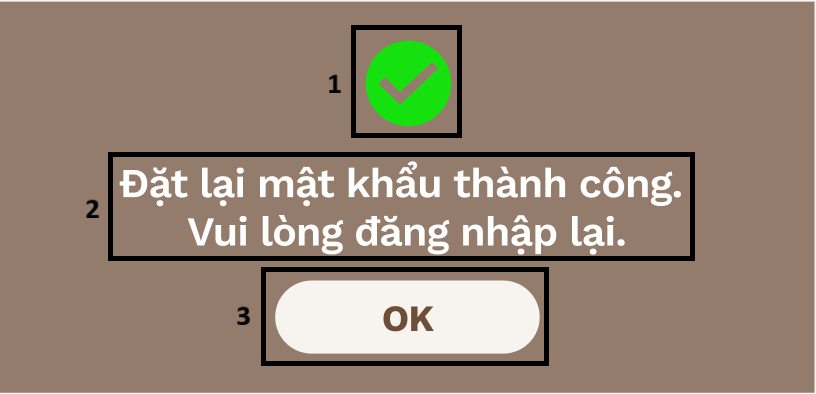 1
2
Đặt lại mật khẩu thành công.
Vui lòng đăng nhập lại.
3
OK